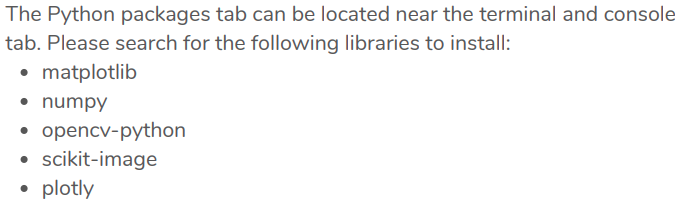 The Python packages tab can be located near the terminal and console
tab. Please search for the following libraries to install:
• matplotlib
• numpy
• opencv-python
• scikit-image
• plotly